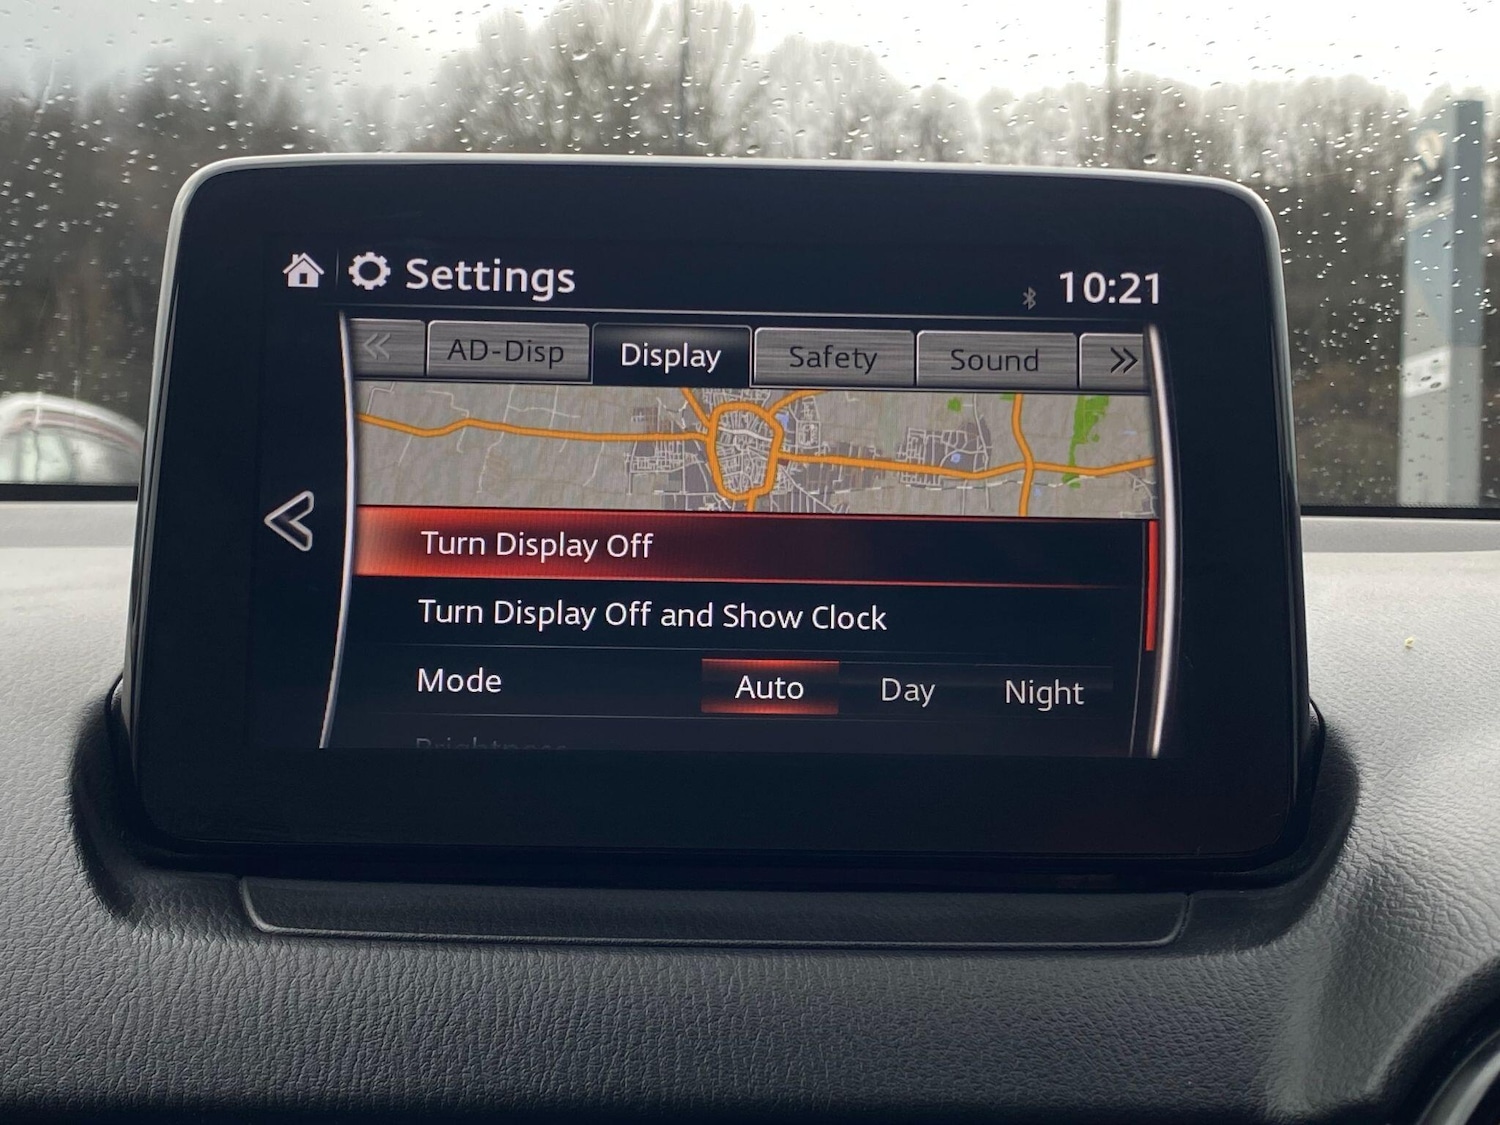 Settings
10:21
AD-Disp Display Safety Sound
Turn Display Off
Turn Display Off and Show Clock
Mode Auto Day Night
Brightness